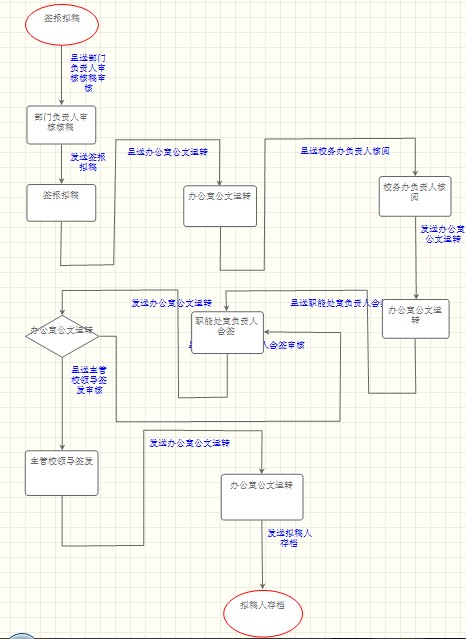 签报拟稿
呈送部门
负责人审
核核稿审
核
部门负责人审
核核稿
发送签报
拟稿
签报拟稿
呈送办公室公文运转
办公室公文运转
呈送校务办负责人核阅
校务办负责人核
阅
发送办公室
公文运转
办公室公文运
转
呈送职能处室负责人会签
职能处室负责人
会签
人会签审核
发送办公室公文运转
办公室公文运转
呈送主管
校领导签
发审核
主管校领导签发
发送办公室公文运转
办公室公文运转
发送拟稿人
存档
拟稿人存档